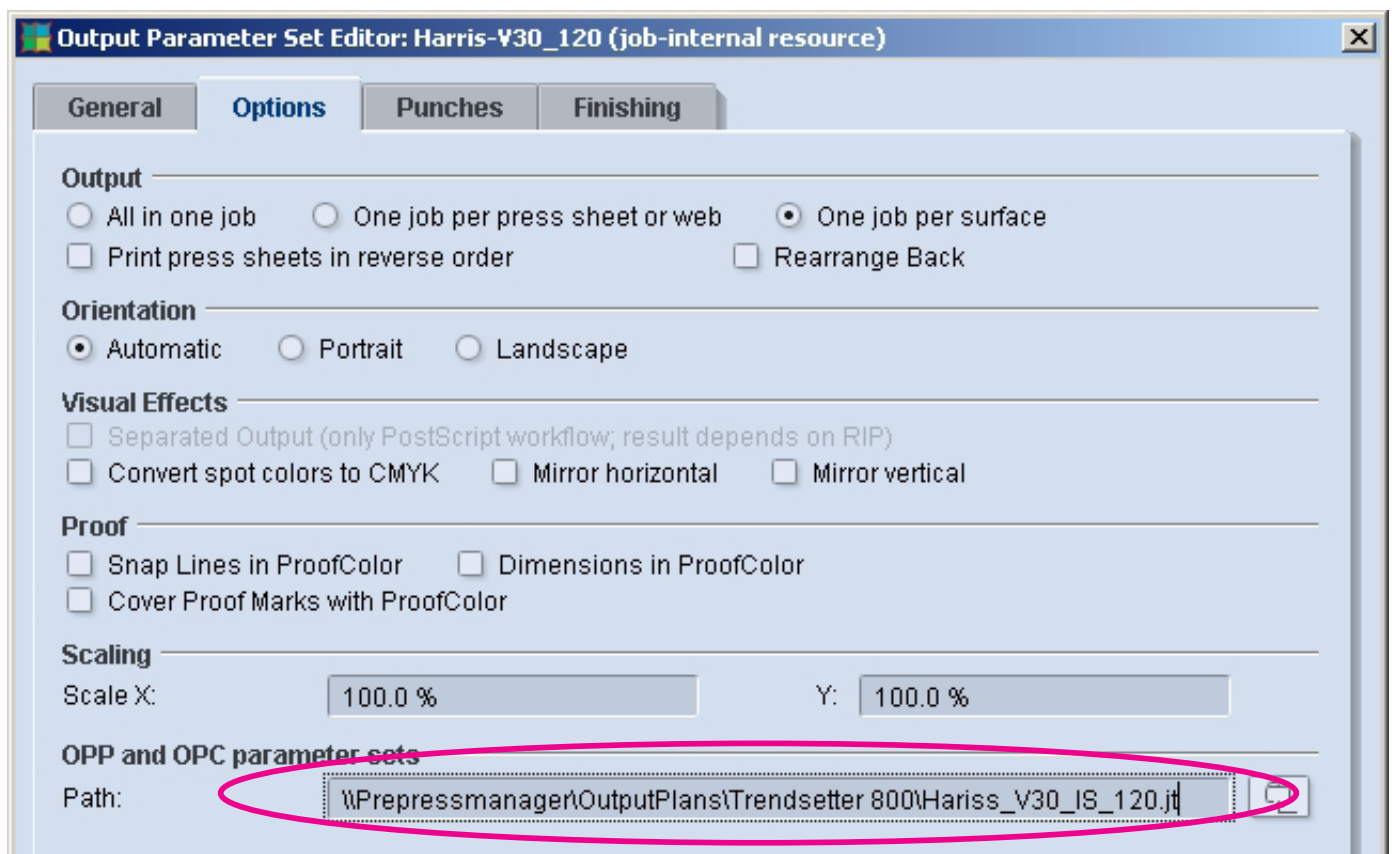 Output Parameter Set Editor: Harris-V30_120 (job-internal resource)
General Options Punches Finishing
Output
All in one job One job per press sheet or web One job per surface
Print press sheets in reverse order Rearrange Back
Orientation
Automatic Portrait Landscape
Visual Effects
Separated Output (only PostScript workflow; result depends on RIP)
Convert spot colors to CMYK Mirror horizontal Mirror vertical
Proof
Snap Lines in ProofColor Dimensions in ProofColor
Cover Proof Marks with ProofColor
Scaling
Scale X: 100.0 % Y: 100.0 %
OPP and OPC parameter sets
Path: \\Prepressmanager\OutputPlans\Trendsetter 800\Hariss_V30_IS_120.jt